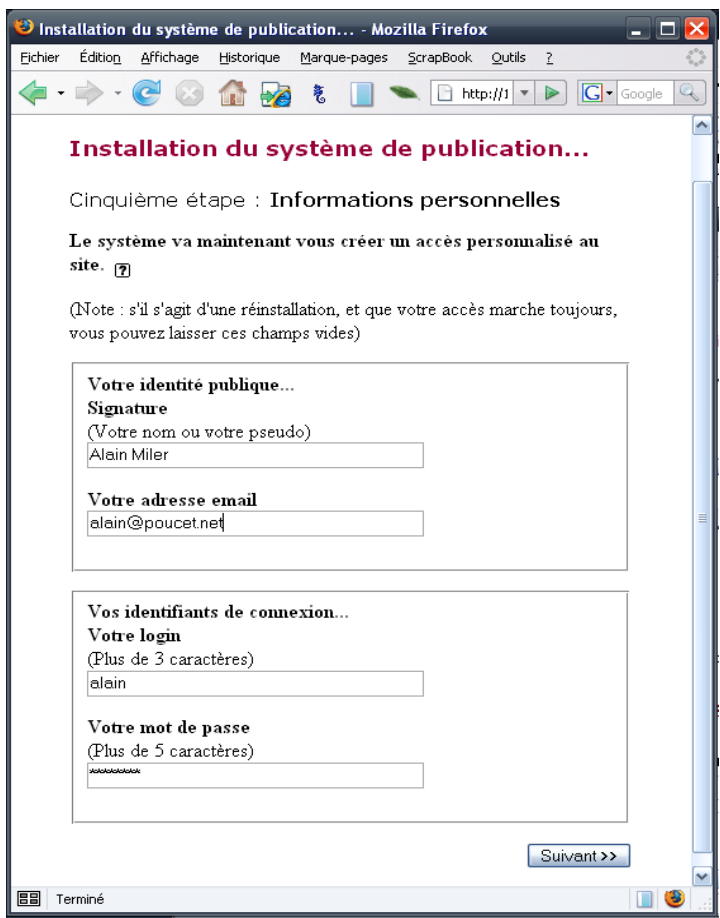 Installation du système de publication... - Mozilla Firefox
Fichier Édition Affichage Historique Marque-pages ScrapBook Outils ?
http://1 G Google
Installation du système de publication...
Cinquième étape : Informations personnelles
Le système va maintenant vous créer un accès personnalisé au
site. ?
(Note : s'il s'agit d'une réinstallation, et que votre accès marche toujours,
vous pouvez laisser ces champs vides)
Votre identité publique...
Signature
(Votre nom ou votre pseudo)
Alain Miler
Votre adresse email
alain@poucet.net
Vos identifiants de connexion...
Votre login
(Plus de 3 caractères)
alain
Votre mot de passe
(Plus de 5 caractères)
*********
Suivant >>
Terminé